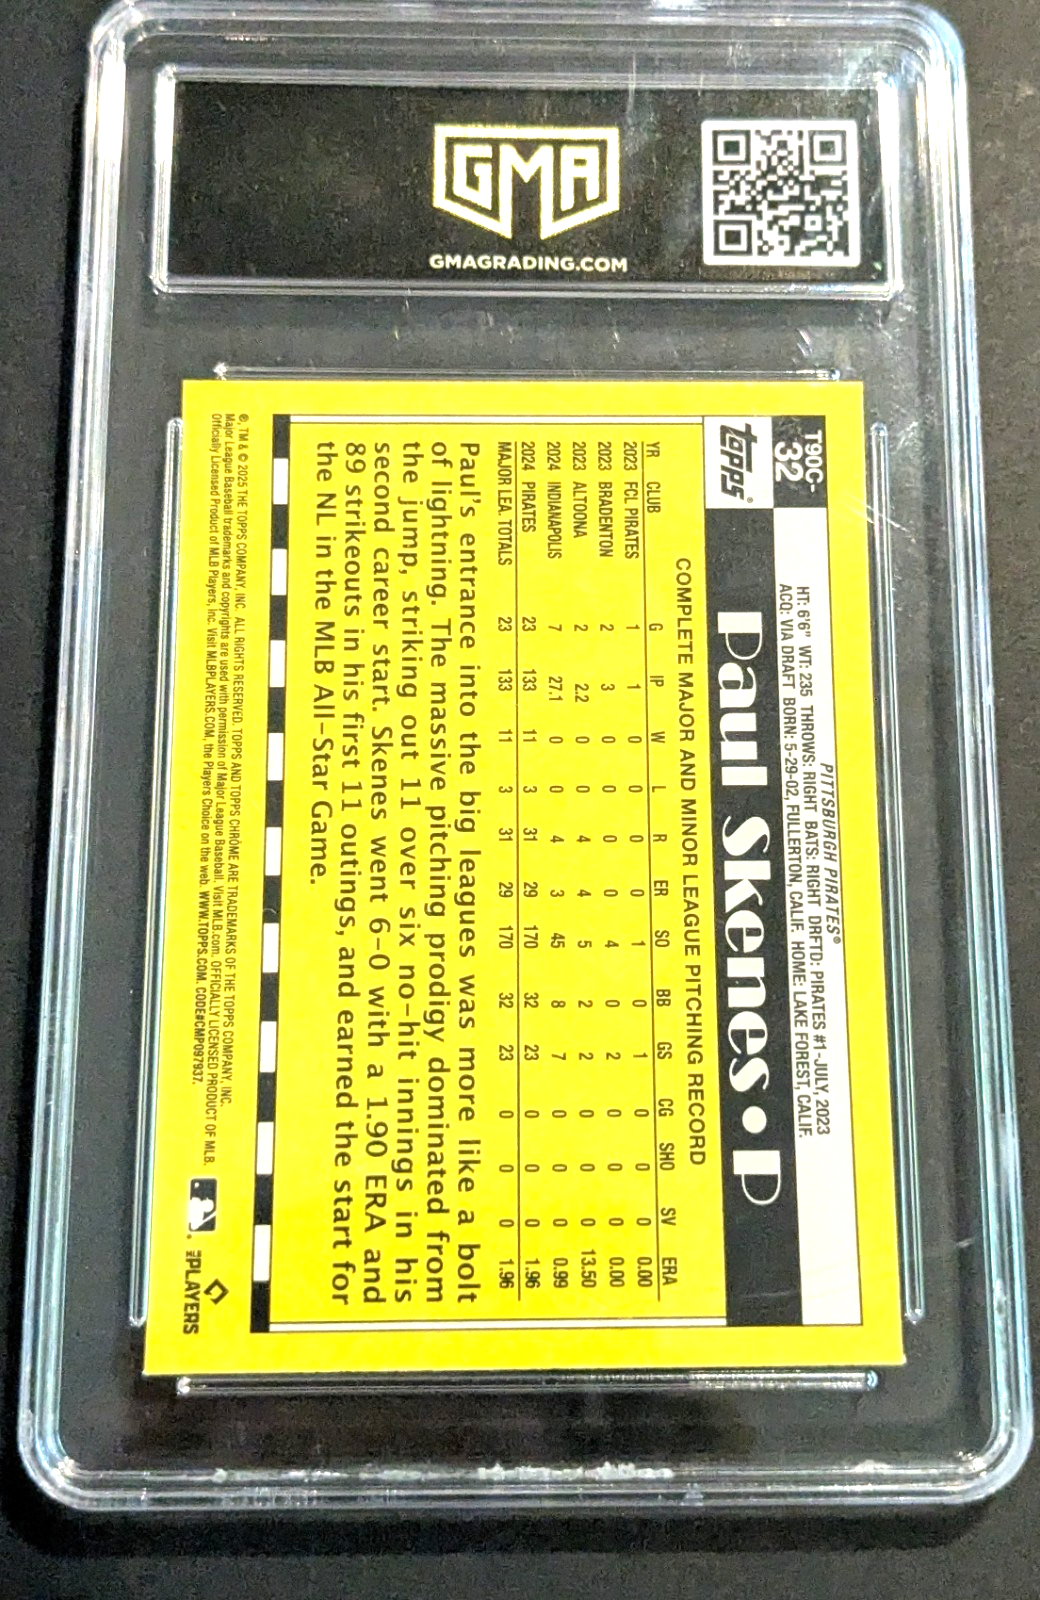 GMA
GMAGRADING.COM
T90C-
32
PITTSBURGH PIRATES®
HT: 6'6" WT: 235 THROWS: RIGHT BATS: RIGHT DRFTD: PIRATES #1-JULY, 2023
ACQ: VIA DRAFT BORN: 5-29-02, FULLERTON, CALIF. HOME: LAKE FOREST, CALIF.
topps®
Paul Skenes • P
COMPLETE MAJOR AND MINOR LEAGUE PITCHING RECORD
YR CLUB G IP W L R ER SO BB GS CG SHO SV ERA
2023 FCL PIRATES 1 1 0 0 0 0 1 0 1 0 0 0 0.00
2023 BRADENTON 2 3 0 0 0 0 4 0 2 0 0 0 0.00
2023 ALTOONA 2 2.2 0 0 4 4 5 2 2 0 0 0 13.50
2024 INDIANAPOLIS 7 27.1 0 0 4 3 45 8 7 0 0 0 0.99
2024 PIRATES 23 133 11 3 31 29 170 32 23 0 0 0 1.96
MAJOR LEA. TOTALS 23 133 11 3 31 29 170 32 23 0 0 0 1.96
Paul's entrance into the big leagues was more like a bolt
of lightning. The massive pitching prodigy dominated from
the jump, striking out 11 over six no-hit innings in his
second career start. Skenes went 6-0 with a 1.90 ERA and
89 strikeouts in his first 11 outings, and earned the start for
the NL in the MLB All-Star Game.
®, TM & © 2025 THE TOPPS COMPANY, INC. ALL RIGHTS RESERVED. TOPPS AND TOPPS CHROME ARE TRADEMARKS OF THE TOPPS COMPANY, INC.
Major League Baseball trademarks and copyrights are used with permission of Major League Baseball. Visit MLB.com. OFFICIALLY LICENSED PRODUCT OF MLB.
Officially Licensed Product of MLB Players, Inc. Visit MLBPLAYERS.COM, the Players Choice on the web. WWW.TOPPS.COM. CODE#CMP097937.
MLB PLAYERS